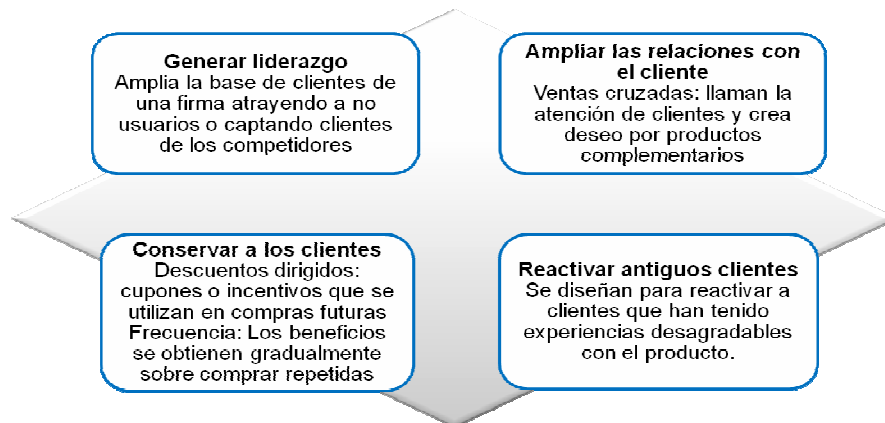 Generar liderazgo
Amplia la base de clientes de
una firma atrayendo a no
usuarios o captando clientes
de los competidores
Ampliar las relaciones con
el cliente
Ventas cruzadas: llaman la
atención de clientes y crea
deseo por productos
complementarios
Conservar a los clientes
Descuentos dirigidos:
cupones o incentivos que se
utilizan en compras futuras
Frecuencia: Los beneficios
se obtienen gradualmente
sobre comprar repetidas
Reactivar antiguos clientes
Se diseñan para reactivar a
clientes que han tenido
experiencias desagradables
con el producto.